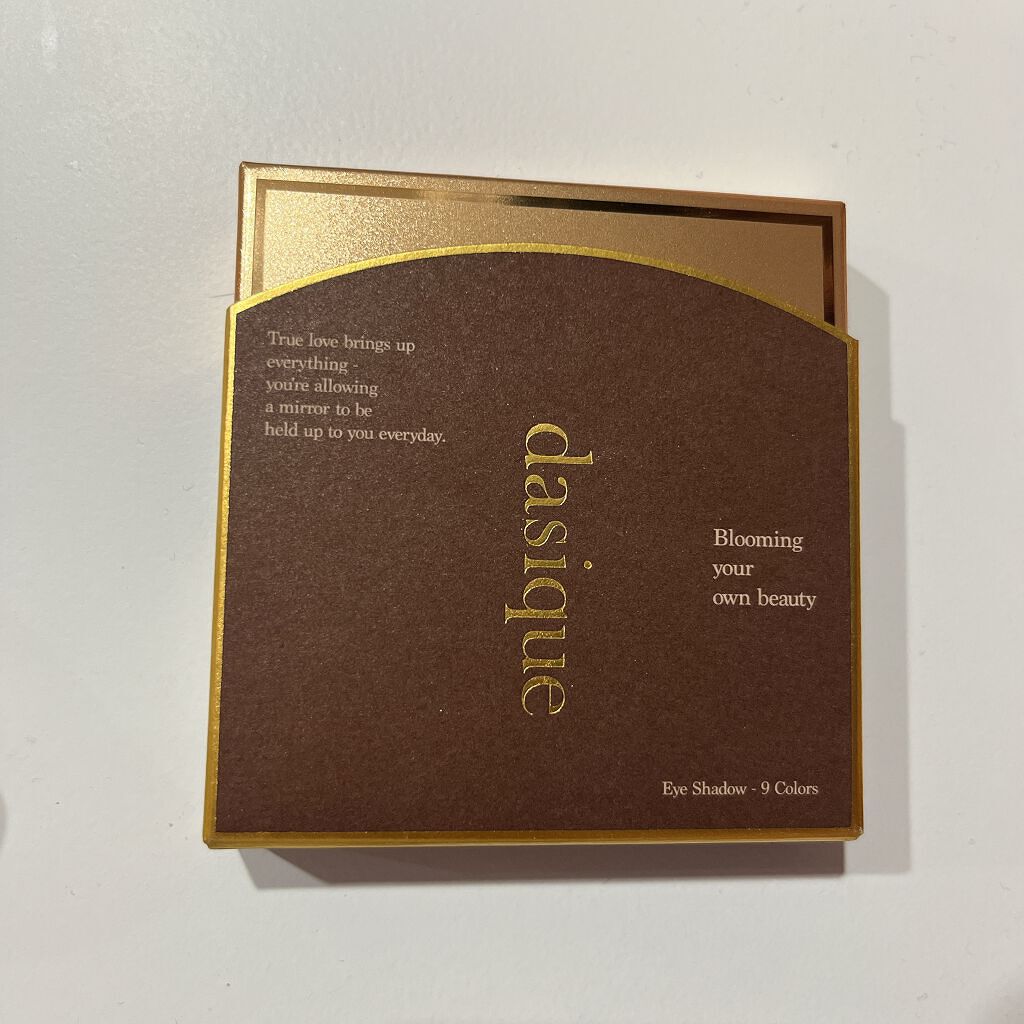 True love brings up
everything -
you're allowing
a mirror to be
held up to you everyday.
dasique
Blooming
your
own beauty
Eye Shadow - 9 Colors